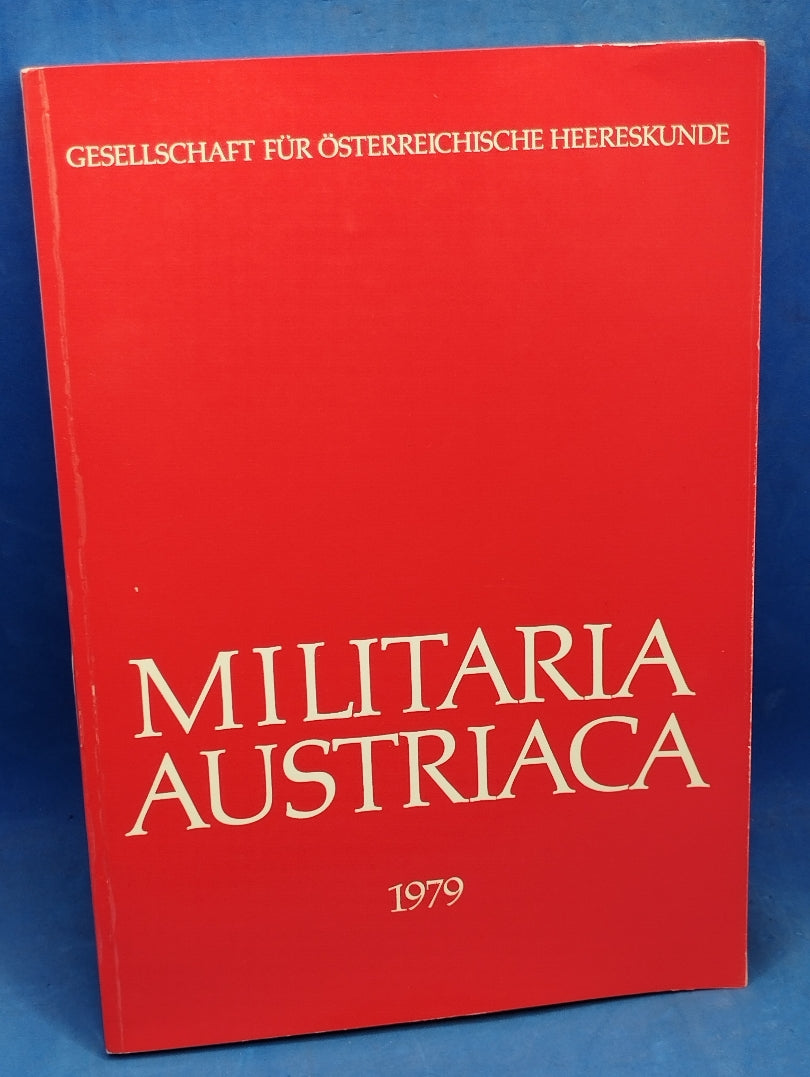 GESELLSCHAFT FÜR ÖSTERREICHISCHE HEERESKUNDE
MILITARIA
AUSTRIACA
1979